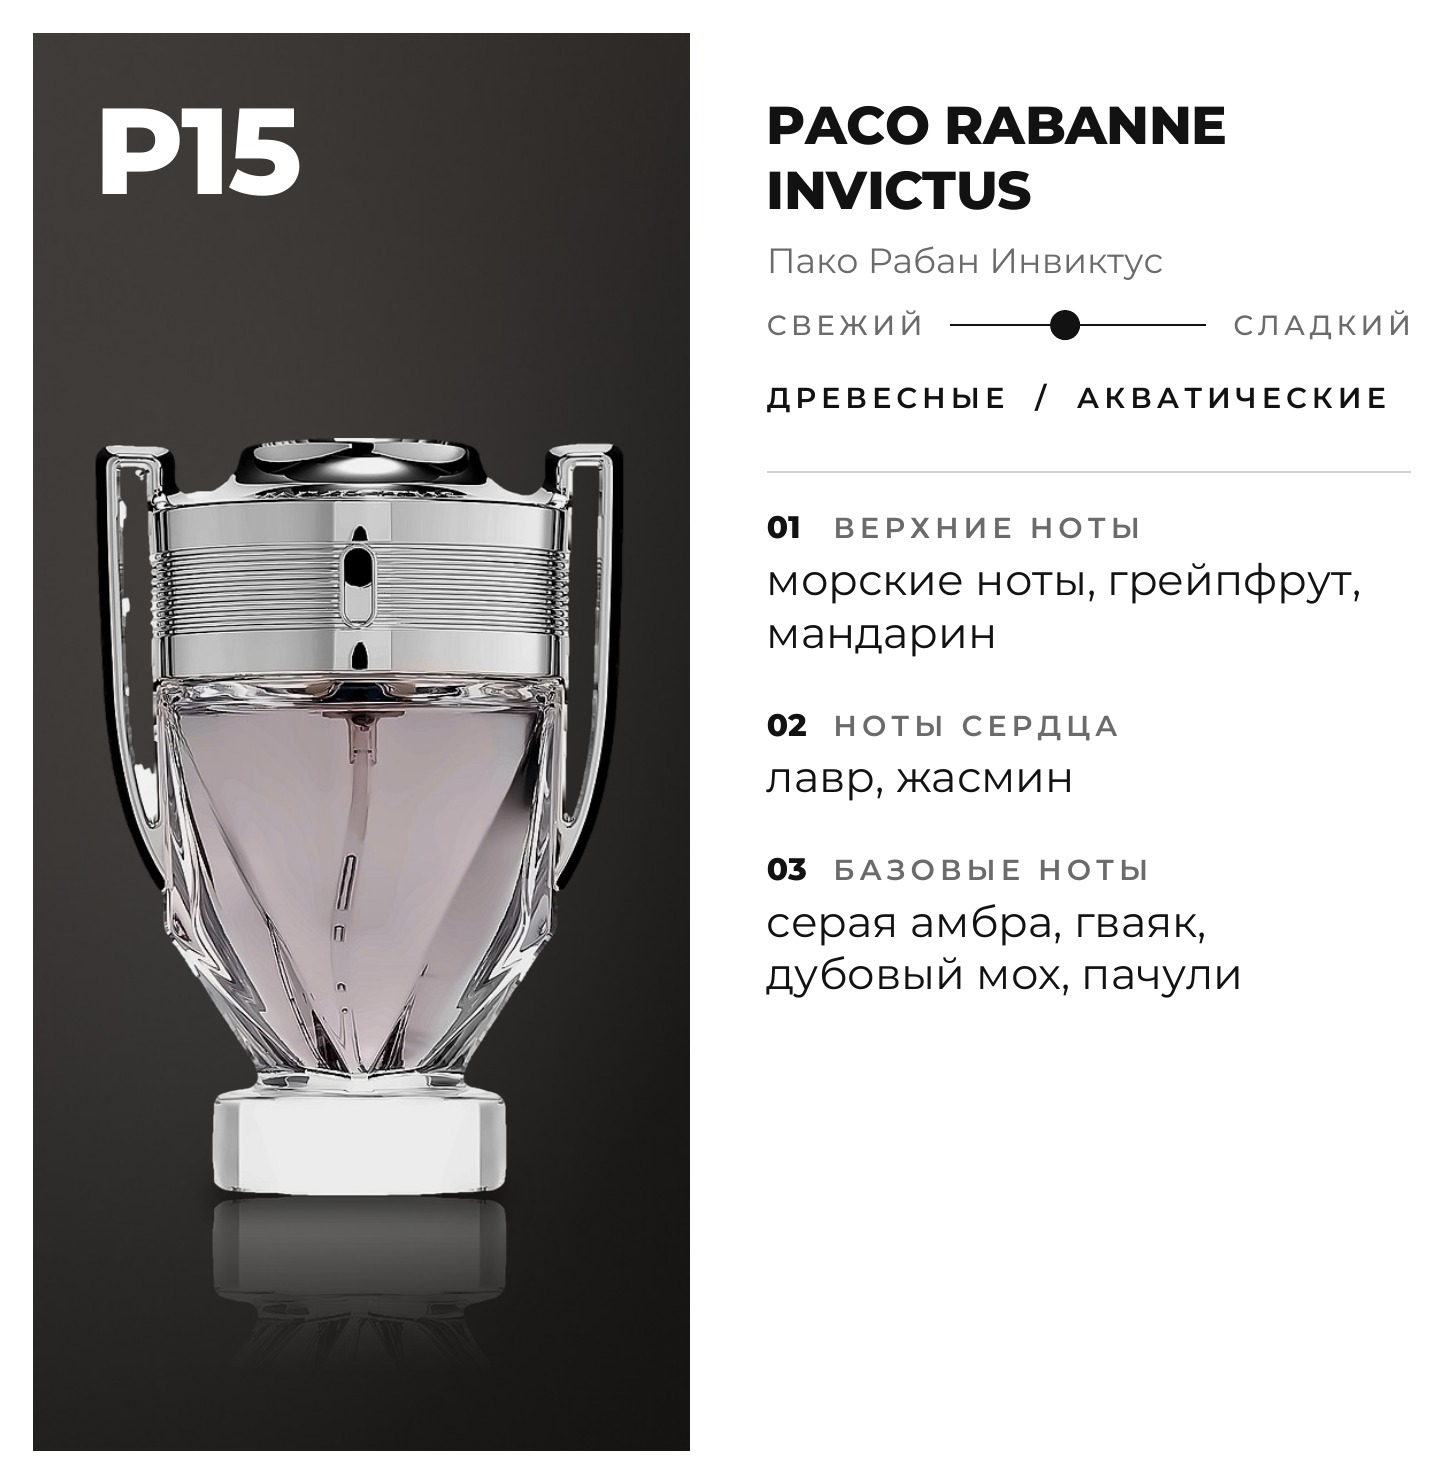 P15
PACO RABANNE
INVICTUS
Пако Рабан Инвиктус
СВЕЖИЙ СЛАДКИЙ
ДРЕВЕСНЫЕ / АКВАТИЧЕСКИЕ
01 ВЕРХНИЕ НОТЫ
морские ноты, грейпфрут,
мандарин
02 НОТЫ СЕРДЦА
лавр, жасмин
03 БАЗОВЫЕ НОТЫ
серая амбра, гваяк,
дубовый мох, пачули